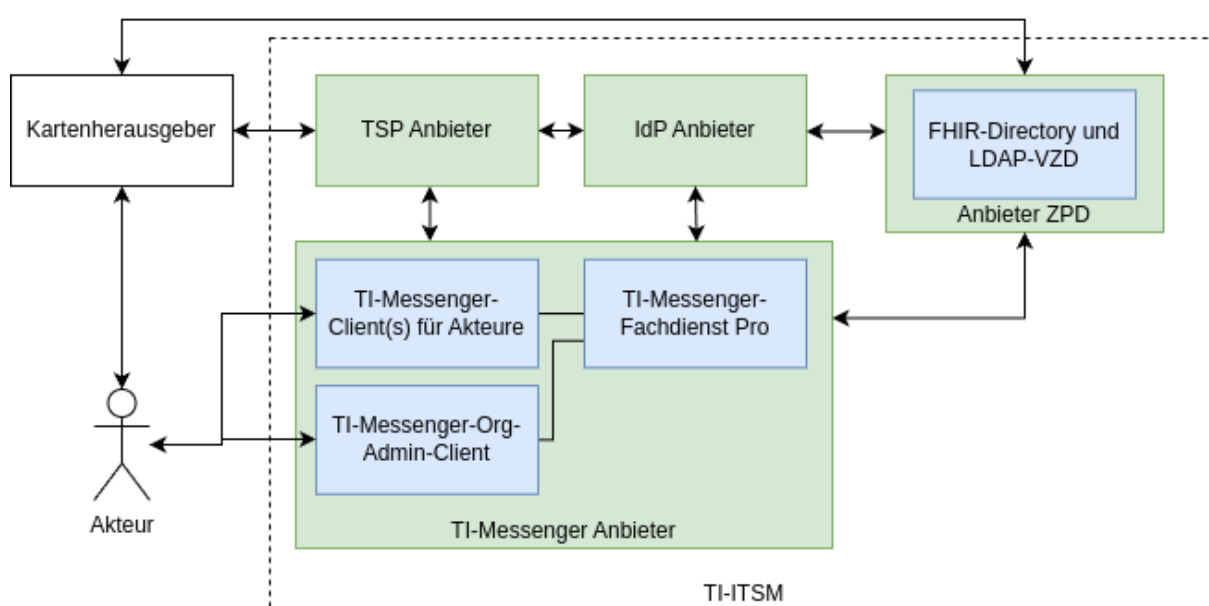 Kartenherausgeber
TSP Anbieter
IdP Anbieter
FHIR-Directory und
LDAP-VZD
Anbieter ZPD
TI-Messenger-
Client(s) für Akteure
TI-Messenger-
Fachdienst Pro
TI-Messenger-Org-
Admin-Client
Akteur
TI-Messenger Anbieter
TI-ITSM